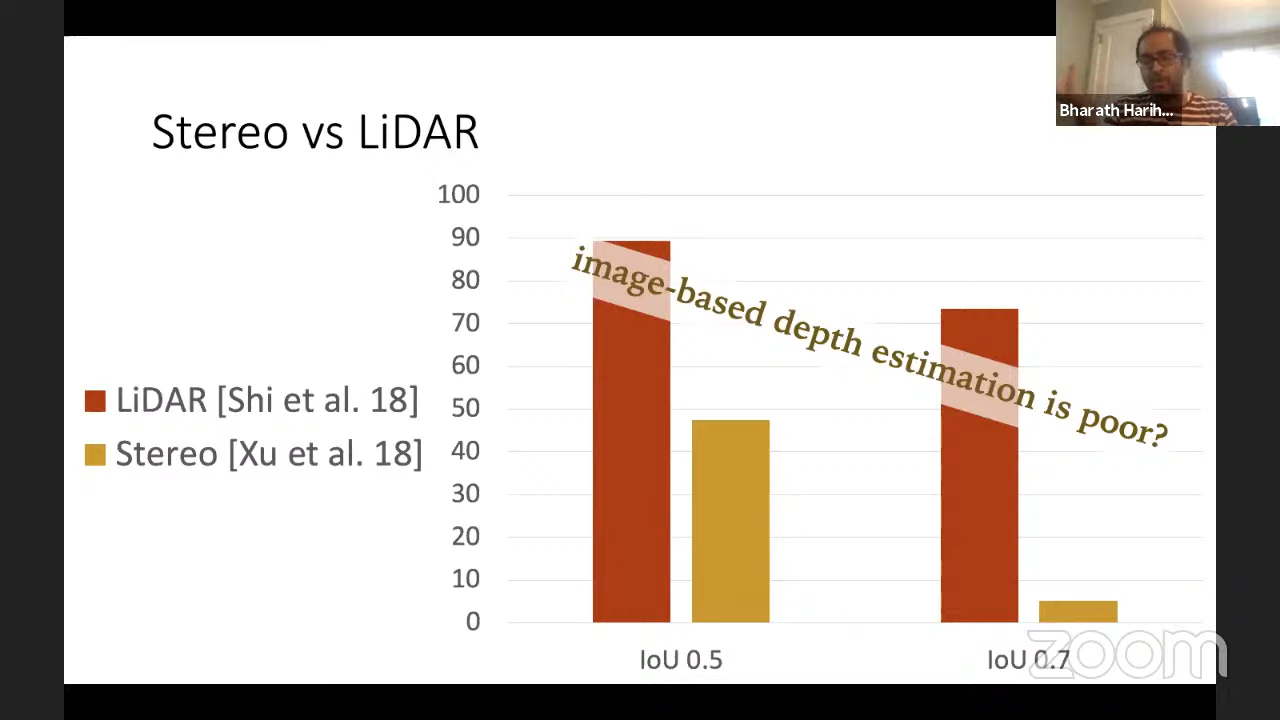 Bharath Harih...
Stereo vs LiDAR
100
90
80
70
60
50
40
30
20
10
0
image-based depth estimation is poor?
LiDAR [Shi et al. 18]
Stereo [Xu et al. 18]
IoU 0.5
IoU 0.7
zoom